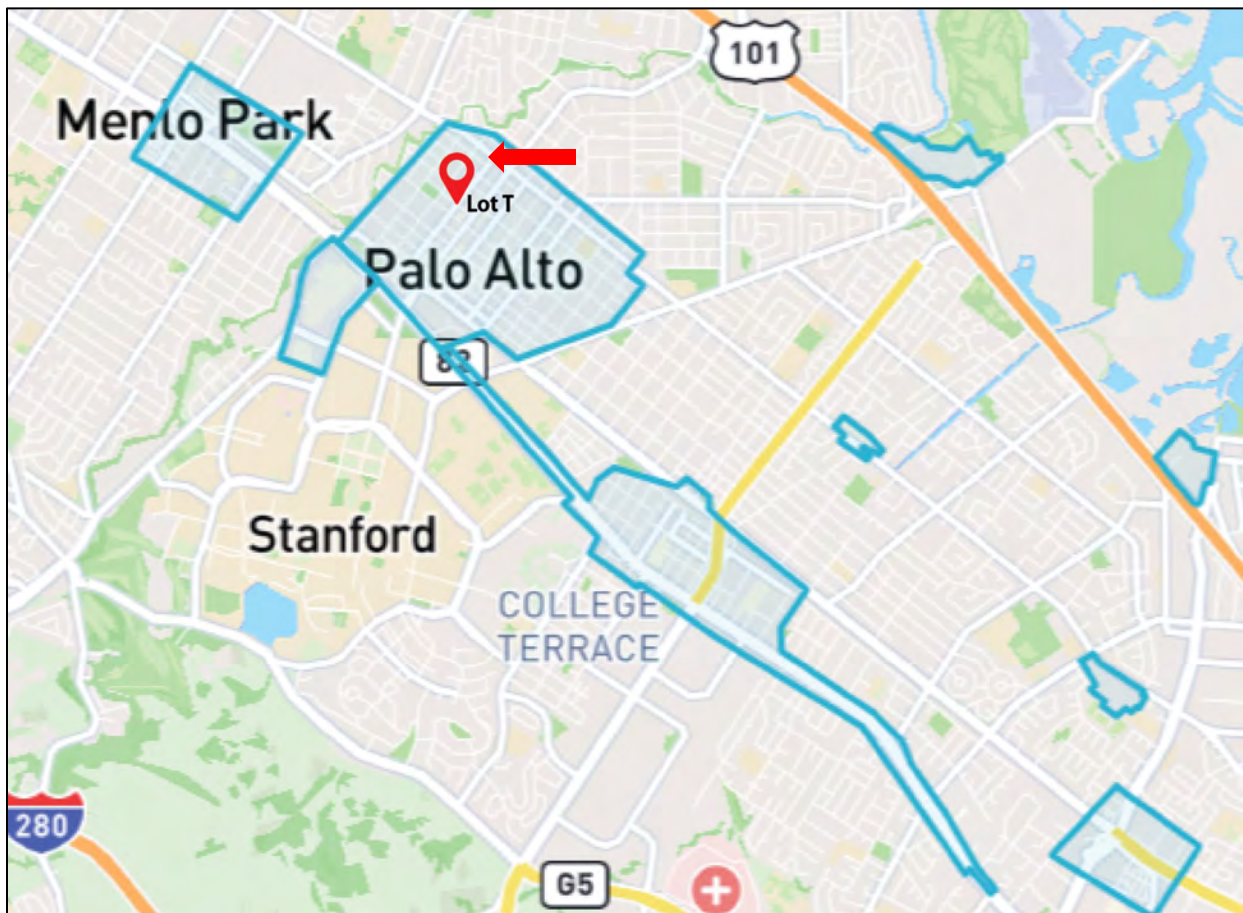 101
Menlo Park
Lot T
Palo Alto
82
Stanford
COLLEGE
TERRACE
280
G5